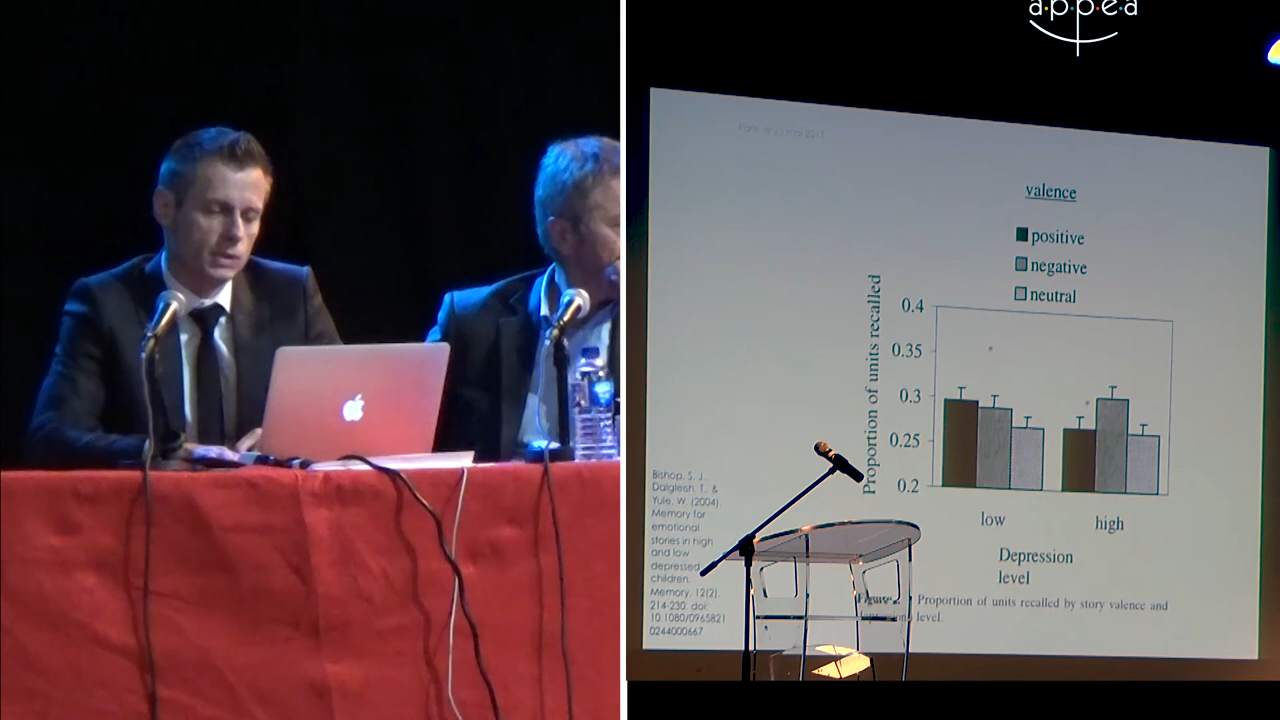 a.p.p.e.a
valence
positive
negative
neutral
0.4
0.35
0.3
0.25
0.2
Proportion of units recalled
low
high
Depression
level
Proportion of units recalled by story valence and
level.
Bishop, S. J.,
Dalgleish, T., &
Yule, W. (2004).
Memory for
emotional
stories in high
and low
depressed
children.
Memory, 12(2),
214-230. doi:
10.1080/0965821
0244000667